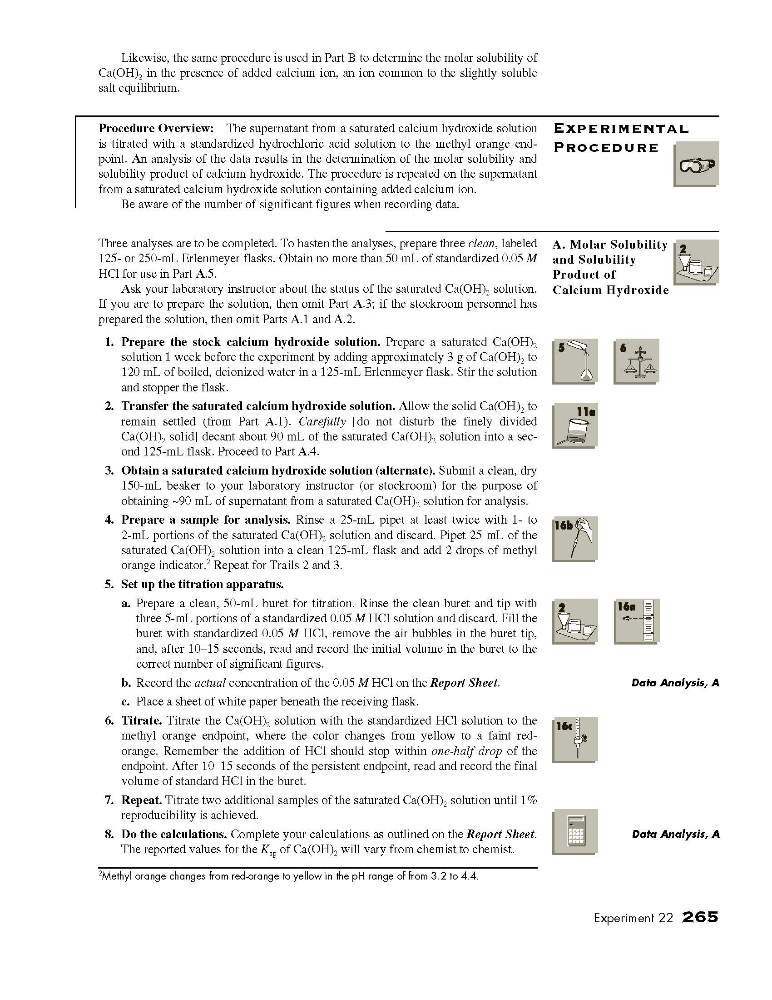 Likewise, the same procedure is used in Part B to determine the molar solubility of
Ca(OH)₂ in the presence of added calcium ion, an ion common to the slightly soluble
salt equilibrium.
Procedure Overview: The supernatant from a saturated calcium hydroxide solution
is titrated with a standardized hydrochloric acid solution to the methyl orange end-
point. An analysis of the data results in the determination of the molar solubility and
solubility product of calcium hydroxide. The procedure is repeated on the supernatant
from a saturated calcium hydroxide solution containing added calcium ion.
Be aware of the number of significant figures when recording data.
EXPERIMENTAL
PROCEDURE
Three analyses are to be completed. To hasten the analyses, prepare three clean, labeled
125- or 250-mL Erlenmeyer flasks. Obtain no more than 50 mL of standardized 0.05 M
HCl for use in Part A.5.
Ask your laboratory instructor about the status of the saturated Ca(OH)₂ solution.
If you are to prepare the solution, then omit Part A.3; if the stockroom personnel has
prepared the solution, then omit Parts A.1 and A.2.
A. Molar Solubility
and Solubility
Product of
Calcium Hydroxide
2
1. Prepare the stock calcium hydroxide solution. Prepare a saturated Ca(OH)₂
solution 1 week before the experiment by adding approximately 3 g of Ca(OH)₂ to
120 mL of boiled, deionized water in a 125-mL Erlenmeyer flask. Stir the solution
and stopper the flask.
5
6
2. Transfer the saturated calcium hydroxide solution. Allow the solid Ca(OH)₂ to
remain settled (from Part A.1). Carefully [do not disturb the finely divided
Ca(OH)₂ solid] decant about 90 mL of the saturated Ca(OH)₂ solution into a sec-
ond 125-mL flask. Proceed to Part A.4.
11a
3. Obtain a saturated calcium hydroxide solution (alternate). Submit a clean, dry
150-mL beaker to your laboratory instructor (or stockroom) for the purpose of
obtaining ~90 mL of supernatant from a saturated Ca(OH)₂ solution for analysis.
4. Prepare a sample for analysis. Rinse a 25-mL pipet at least twice with 1- to
2-mL portions of the saturated Ca(OH)₂ solution and discard. Pipet 25 mL of the
saturated Ca(OH)₂ solution into a clean 125-mL flask and add 2 drops of methyl
orange indicator.² Repeat for Trails 2 and 3.
16b
5. Set up the titration apparatus.
a. Prepare a clean, 50-mL buret for titration. Rinse the clean buret and tip with
three 5-mL portions of a standardized 0.05 M HCl solution and discard. Fill the
buret with standardized 0.05 M HCl, remove the air bubbles in the buret tip,
and, after 10–15 seconds, read and record the initial volume in the buret to the
correct number of significant figures.
2
16a
b. Record the actual concentration of the 0.05 M HCl on the Report Sheet.
Data Analysis, A
c. Place a sheet of white paper beneath the receiving flask.
6. Titrate. Titrate the Ca(OH)₂ solution with the standardized HCl solution to the
methyl orange endpoint, where the color changes from yellow to a faint red-
orange. Remember the addition of HCl should stop within one-half drop of the
endpoint. After 10–15 seconds of the persistent endpoint, read and record the final
volume of standard HCl in the buret.
16c
7. Repeat. Titrate two additional samples of the saturated Ca(OH)₂ solution until 1%
reproducibility is achieved.
8. Do the calculations. Complete your calculations as outlined on the Report Sheet.
The reported values for the Kₛₚ of Ca(OH)₂ will vary from chemist to chemist.
Data Analysis, A
²Methyl orange changes from red-orange to yellow in the pH range of from 3.2 to 4.4.
Experiment 22 265